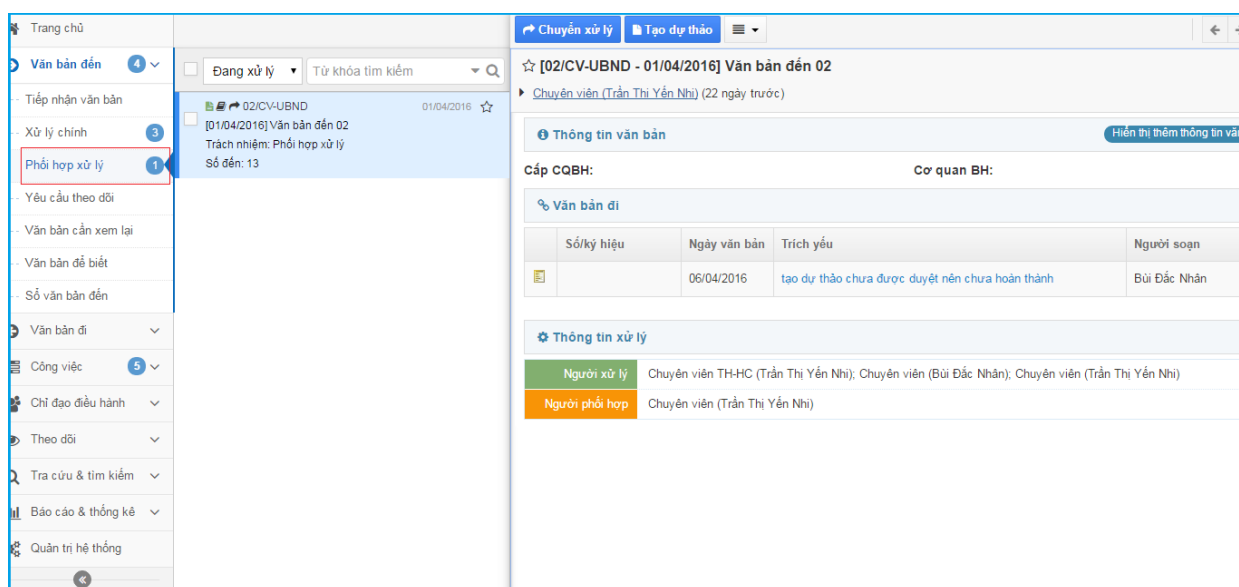 Trang chủ
Văn bản đến 4
Tiếp nhận văn bản
Xử lý chính 3
Phối hợp xử lý 1
Yêu cầu theo dõi
Văn bản cần xem lại
Văn bản để biết
Sổ văn bản đến
Văn bản đi
Công việc 5
Chỉ đạo điều hành
Theo dõi
Tra cứu & tìm kiếm
Báo cáo & thống kê
Quản trị hệ thống
Đang xử lý Từ khóa tìm kiếm
02/CV-UBND 01/04/2016
[01/04/2016] Văn bản đến 02
Trách nhiệm: Phối hợp xử lý
Số đến: 13
Chuyển xử lý Tạo dự thảo
[02/CV-UBND - 01/04/2016] Văn bản đến 02
Chuyên viên (Trần Thị Yến Nhi) (22 ngày trước)
Thông tin văn bản Hiển thị thêm thông tin
Cấp CQBH: Cơ quan BH:
Văn bản đi
Số/ký hiệu Ngày văn bản Trích yếu Người soạn
06/04/2016 tạo dự thảo chưa được duyệt nên chưa hoàn thành Bùi Đắc Nhân
Thông tin xử lý
Người xử lý Chuyên viên TH-HC (Trần Thị Yến Nhi); Chuyên viên (Bùi Đắc Nhân); Chuyên viên (Trần Thị Yến Nhi)
Người phối hợp Chuyên viên (Trần Thị Yến Nhi)